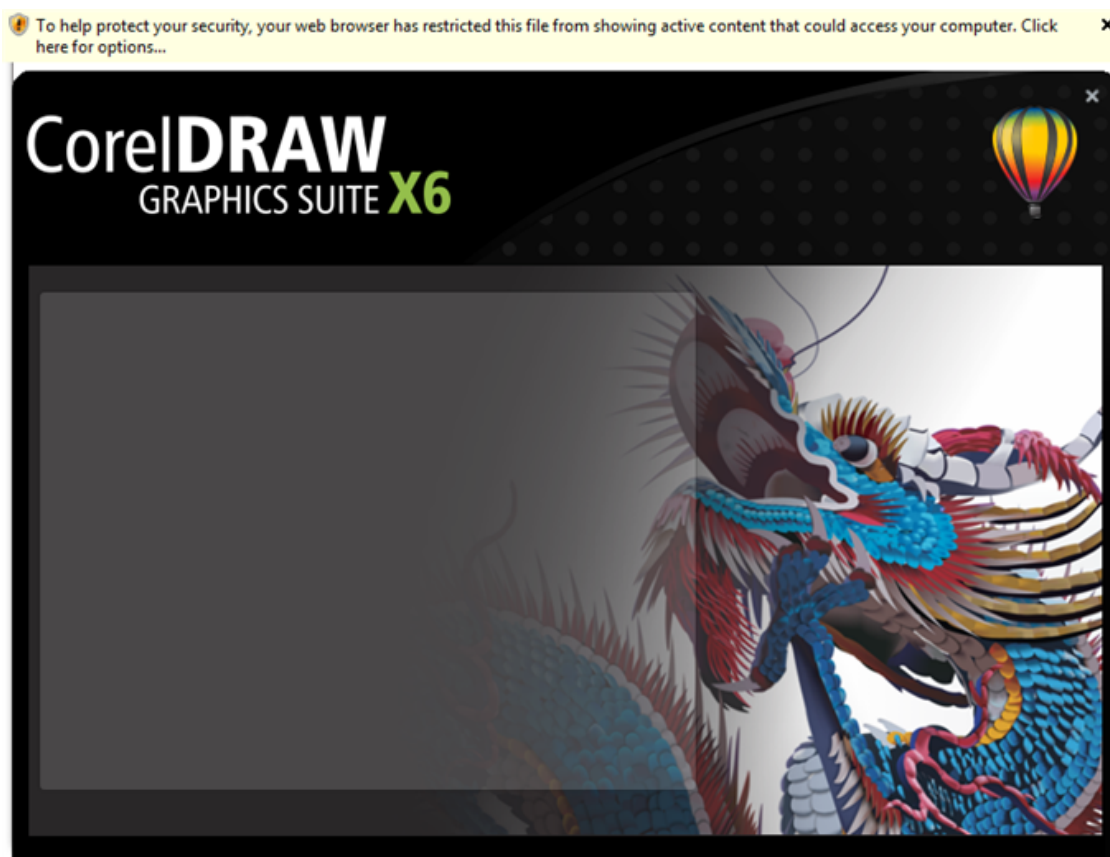 To help protect your security, your web browser has restricted this file from showing active content that could access your computer. Click
here for options...
CorelDRAW
GRAPHICS SUITE X6